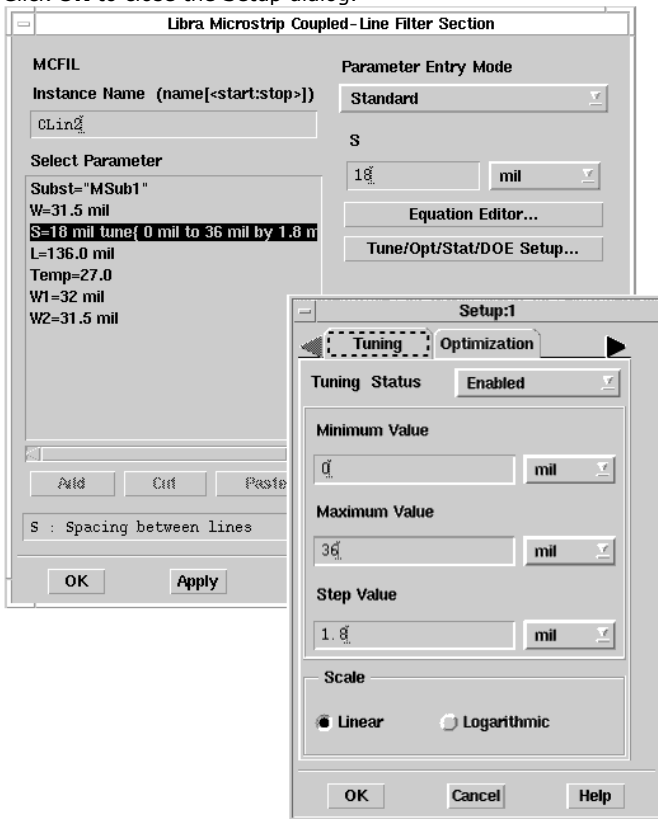 Click OK to close the Setup dialog.
Libra Microstrip Coupled-Line Filter Section
MCFIL
Instance Name (name[<start:stop>])
CLin2
Select Parameter
Subst="MSub1"
W=31.5 mil
S=18 mil tune{ 0 mil to 36 mil by 1.8 m
L=136.0 mil
Temp=27.0
W1=32 mil
W2=31.5 mil
Add Cut Paste
S : Spacing between lines
OK Apply
Parameter Entry Mode
Standard
S
18 mil
Equation Editor...
Tune/Opt/Stat/DOE Setup...
Setup:1
Tuning Optimization
Tuning Status Enabled
Minimum Value
0 mil
Maximum Value
36 mil
Step Value
1.8 mil
Scale
Linear Logarithmic
OK Cancel Help